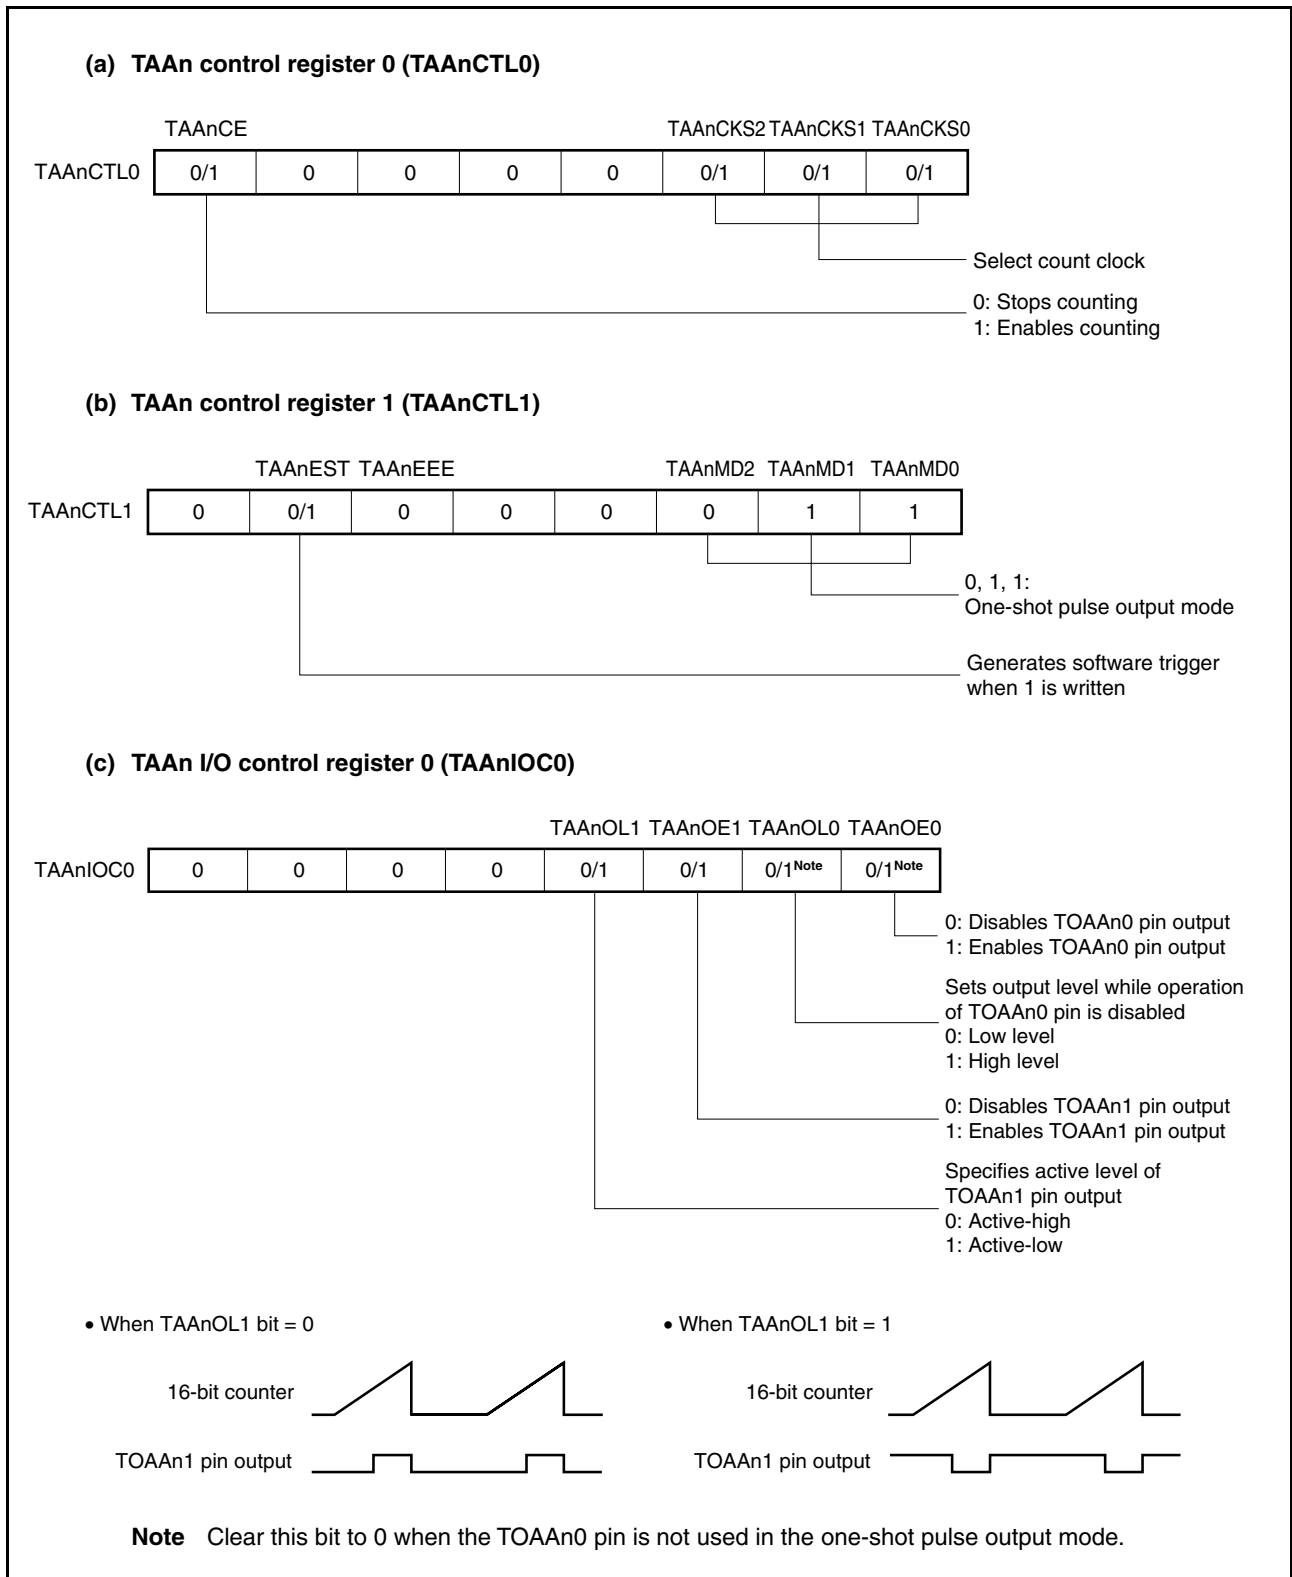 (a) TAAn control register 0 (TAAnCTL0)
TAAnCE TAAnCKS2 TAAnCKS1 TAAnCKS0
TAAnCTL0 0/1 0 0 0 0 0/1 0/1 0/1
Select count clock
0: Stops counting
1: Enables counting
(b) TAAn control register 1 (TAAnCTL1)
TAAnEST TAAnEEE TAAnMD2 TAAnMD1 TAAnMD0
TAAnCTL1 0 0/1 0 0 0 0 1 1
0, 1, 1:
One-shot pulse output mode
Generates software trigger
when 1 is written
(c) TAAn I/O control register 0 (TAAnIOC0)
TAAnOL1 TAAnOE1 TAAnOL0 TAAnOE0
TAAnIOC0 0 0 0 0 0/1 0/1 0/1Note 0/1Note
0: Disables TOAAn0 pin output
1: Enables TOAAn0 pin output
Sets output level while operation
of TOAAn0 pin is disabled
0: Low level
1: High level
0: Disables TOAAn1 pin output
1: Enables TOAAn1 pin output
Specifies active level of
TOAAn1 pin output
0: Active-high
1: Active-low
• When TAAnOL1 bit = 0 • When TAAnOL1 bit = 1
16-bit counter 16-bit counter
TOAAn1 pin output TOAAn1 pin output
Note Clear this bit to 0 when the TOAAn0 pin is not used in the one-shot pulse output mode.